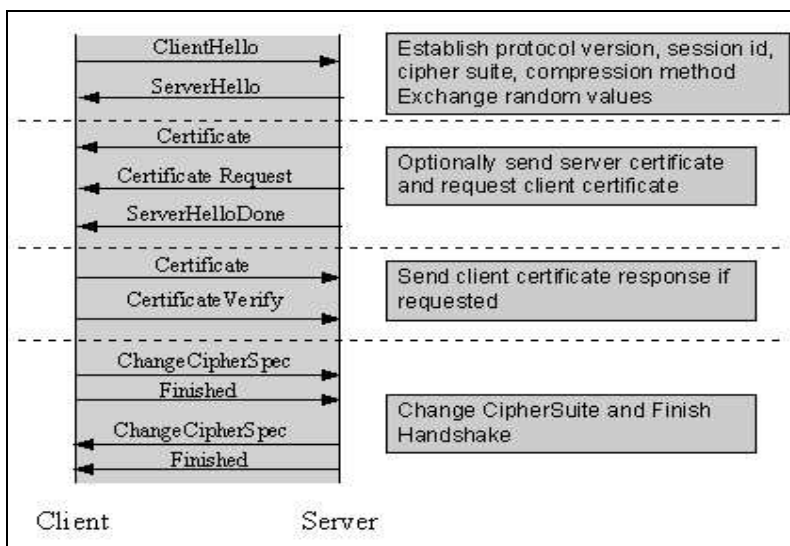 ClientHello
ServerHello
Establish protocol version, session id,
cipher suite, compression method
Exchange random values
Certificate
Certificate Request
ServerHelloDone
Optionally send server certificate
and request client certificate
Certificate
CertificateVerify
Send client certificate response if
requested
ChangeCipherSpec
Finished
ChangeCipherSpec
Finished
Change CipherSuite and Finish
Handshake
Client
Server